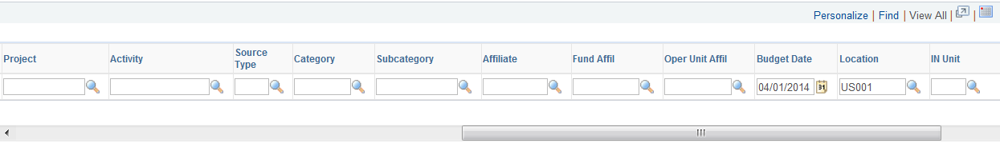 Personalize | Find | View All | |
Project Activity Source Type Category Subcategory Affiliate Fund Affil Oper Unit Affil Budget Date Location IN Unit
31
04/01/2014 US001